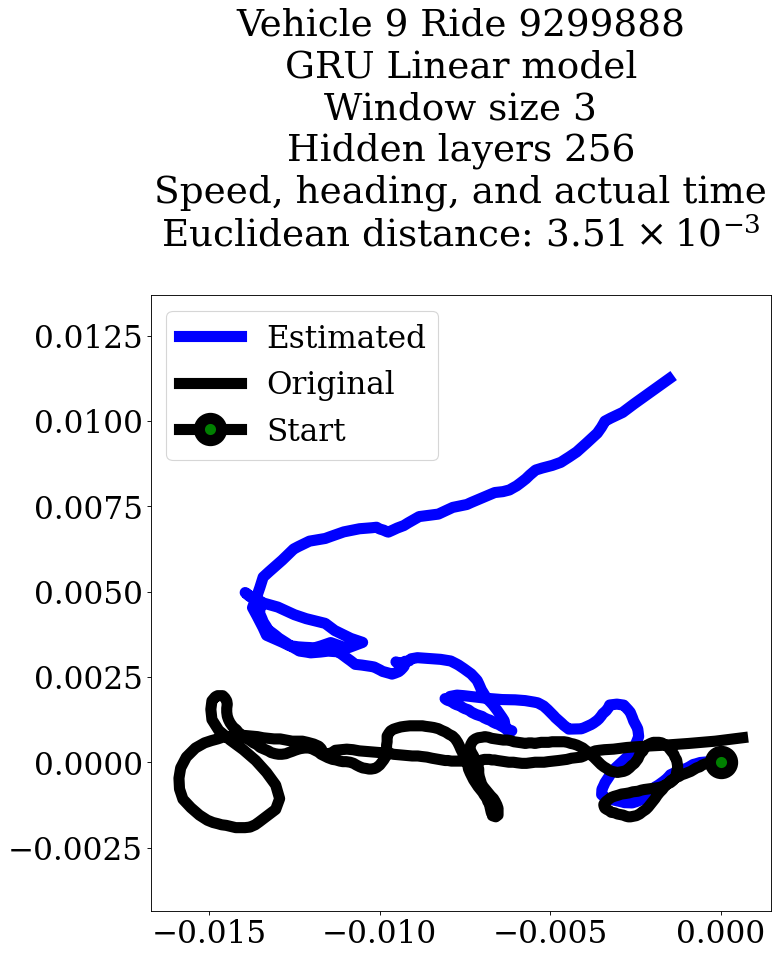 Vehicle 9 Ride 9299888
GRU Linear model
Window size 3
Hidden layers 256
Speed, heading, and actual time
Euclidean distance: 3.51 × 10⁻³
Estimated
Original
Start
0.0125
0.0100
0.0075
0.0050
0.0025
0.0000
−0.0025
−0.015 −0.010 −0.005 0.000